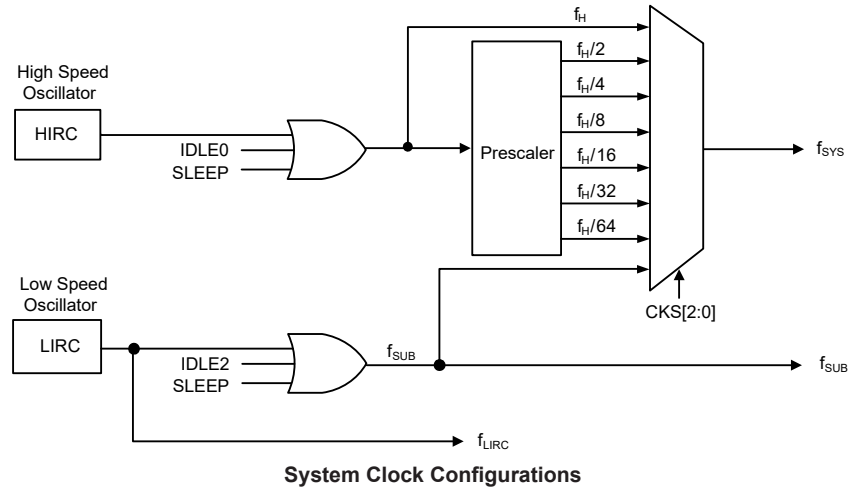 f_H
High Speed
Oscillator
HIRC
IDLE0
SLEEP
Prescaler
f_H/2
f_H/4
f_H/8
f_H/16
f_H/32
f_H/64
f_SYS
CKS[2:0]
Low Speed
Oscillator
LIRC
IDLE2
SLEEP
f_SUB
f_SUB
f_LIRC
System Clock Configurations